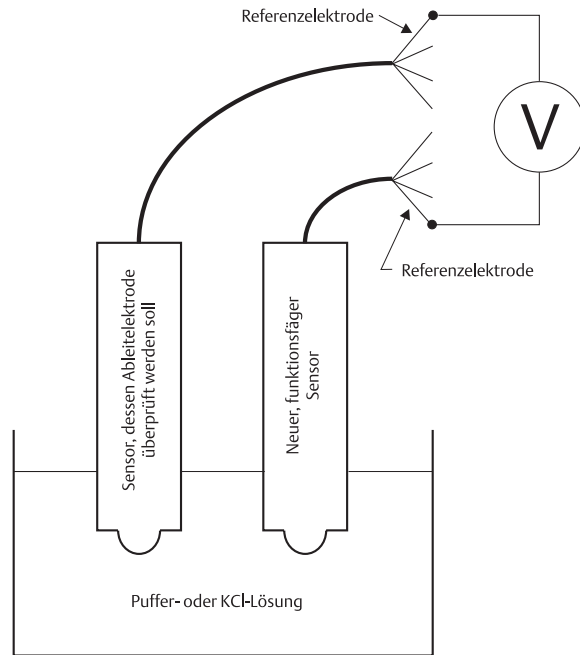 Referenzelektrode
V
Referenzelektrode
Sensor, dessen Ableitelektrode
überprüft werden soll
Neuer, funktionsfäger
Sensor
Puffer- oder KCl-Lösung